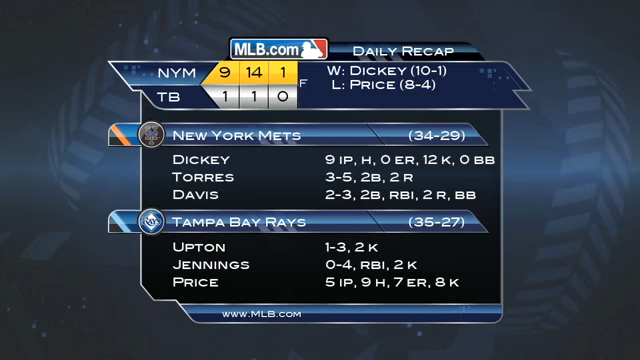 MLB.com
DAILY RECAP
NYM 9 14 1 F
TB 1 1 0
W: DICKEY (10-1)
L: PRICE (8-4)
NEW YORK METS (34-29)
DICKEY 9 IP, H, 0 ER, 12 K, 0 BB
TORRES 3-5, 2B, 2 R
DAVIS 2-3, 2B, RBI, 2 R, BB
RAYS
TAMPA BAY RAYS (35-27)
UPTON 1-3, 2 K
JENNINGS 0-4, RBI, 2 K
PRICE 5 IP, 9 H, 7 ER, 8 K
WWW.MLB.COM